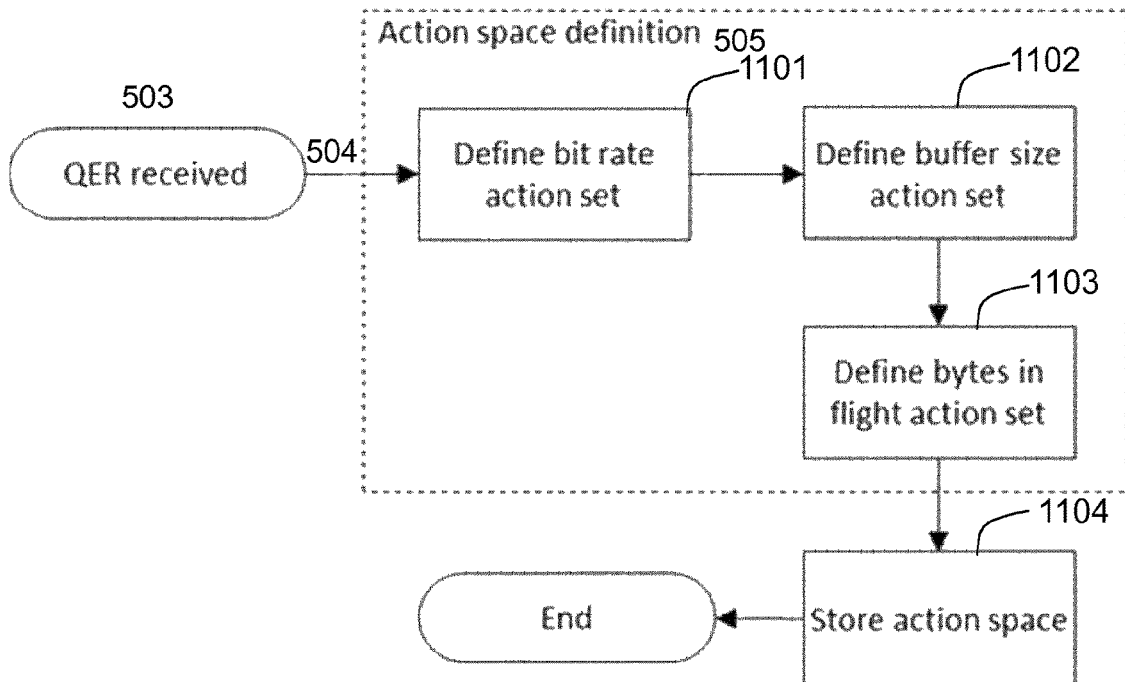 Action space definition 505
503
504
1101
1102
QER received
Define bit rate
action set
Define buffer size
action set
1103
Define bytes in
flight action set
1104
End
Store action space